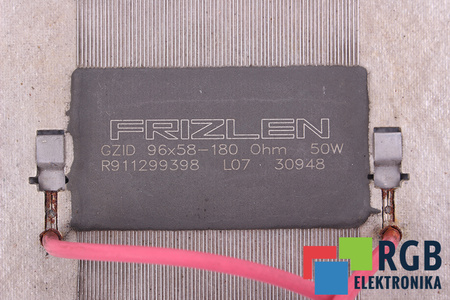 FRIZLEN
GZID 96x58-180 Ohm 50W
R911299398 L07 · 30948
RGB
ELEKTRONIKA